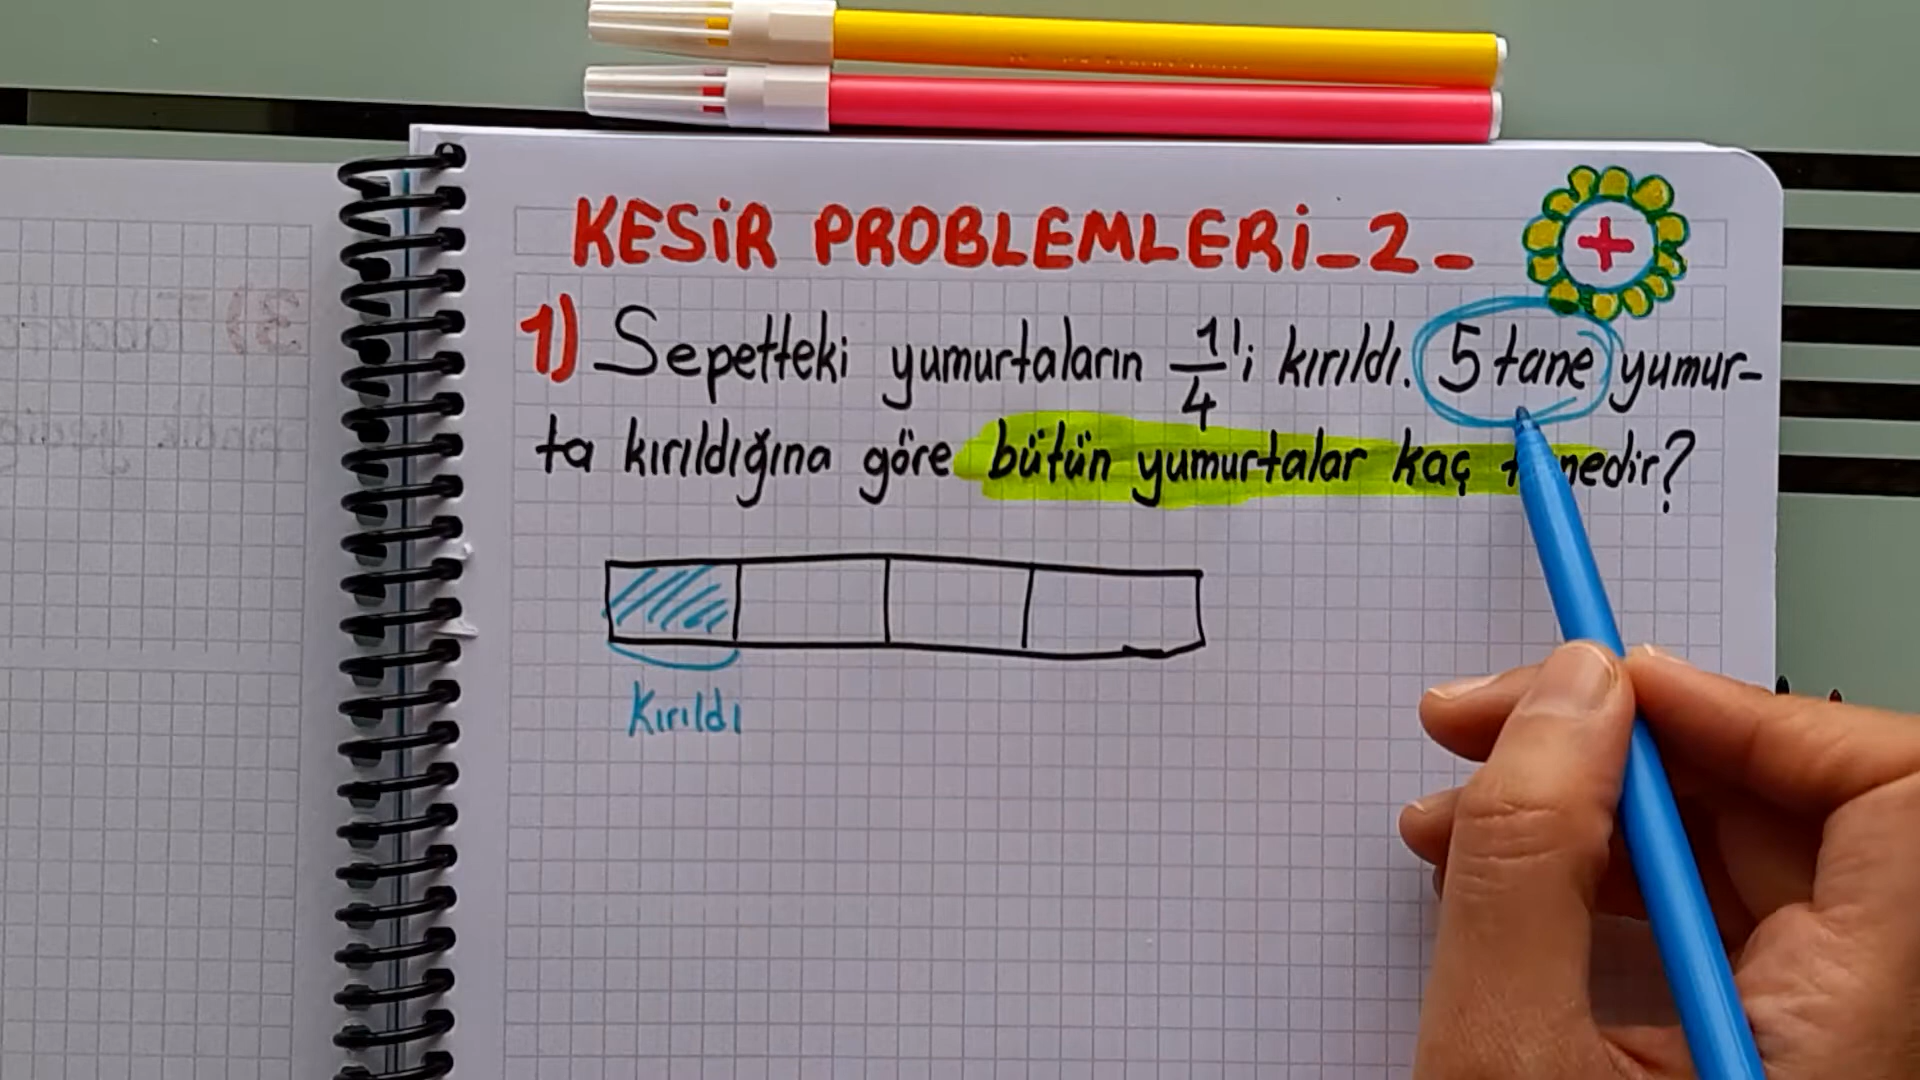 KESİR PROBLEMLERİ_2_ +
1) Sepetteki yumurtaların 1/4'i kırıldı. 5 tane yumur-
ta kırıldığına göre bütün yumurtalar kaç tanedir?
Kırıldı